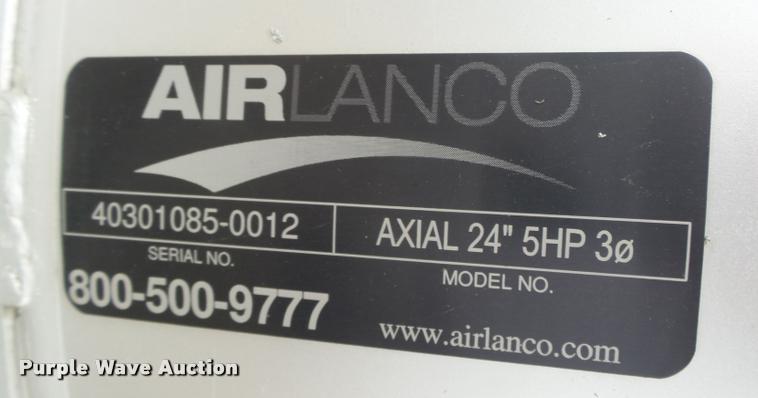 AIRLANCO
40301085-0012 AXIAL 24" 5HP 3ø
SERIAL NO. MODEL NO.
800-500-9777 www.airlanco.com
Purple Wave Auction